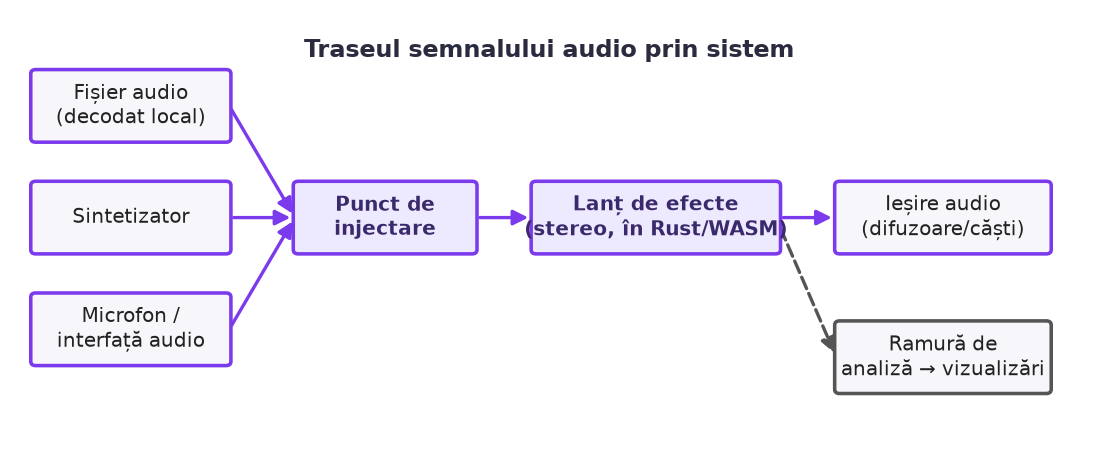 Traseul semnalului audio prin sistem
Fișier audio
(decodat local)
Sintetizator
Microfon /
interfață audio
Punct de
injectare
Lanț de efecte
(stereo, în Rust/WASM)
Ieșire audio
(difuzoare/căști)
Ramură de
analiză → vizualizări